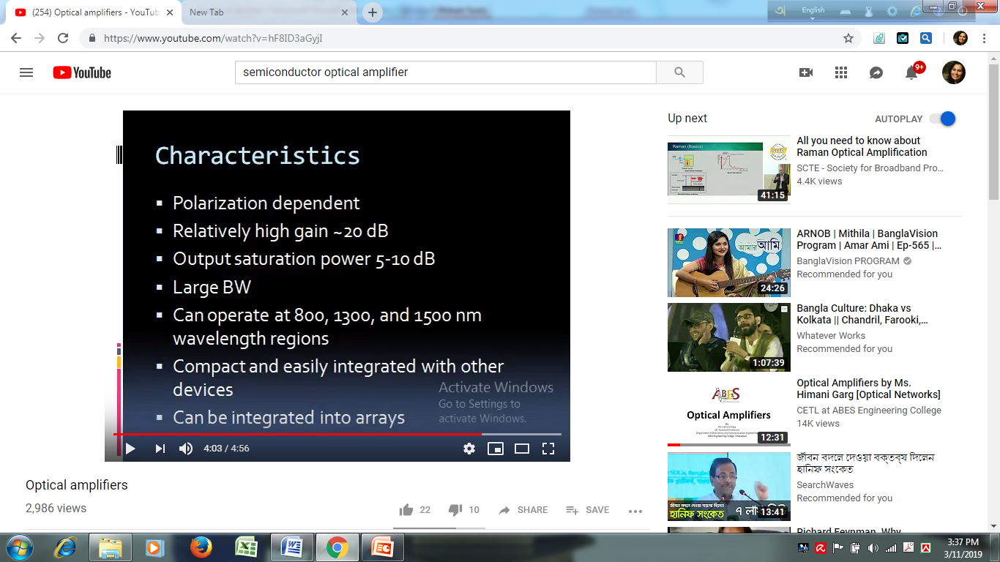 (254) Optical amplifiers - YouTub
New Tab
English
https://www.youtube.com/watch?v=hF8ID3aGyjI
YouTube
semiconductor optical amplifier
9+
Characteristics
Polarization dependent
Relatively high gain ~20 dB
Output saturation power 5-10 dB
Large BW
Can operate at 800, 1300, and 1500 nm
wavelength regions
Compact and easily integrated with other
devices
Can be integrated into arrays
Activate Windows
Go to Settings to
activate Windows.
4:03 / 4:56
Optical amplifiers
2,986 views
22
10
SHARE
SAVE
Up next
AUTOPLAY
Raman (Basics)
41:15
All you need to know about
Raman Optical Amplification
SCTE - Society for Broadband Pro...
4.4K views
আমার আমি
24:26
ARNOB | Mithila | BanglaVision
Program | Amar Ami | Ep-565 |...
BanglaVision PROGRAM
Recommended for you
1:07:39
Bangla Culture: Dhaka vs
Kolkata || Chandril, Farooki,...
Whatever Works
Recommended for you
ABES
Optical Amplifiers
12:31
Optical Amplifiers by Ms.
Himani Garg [Optical Networks]
CETL at ABES Engineering College
14K views
হানিফ সংকেত
13:41
জীবন বদলে দেওয়া বক্তব্য দিলেন
হানিফ সংকেত
SearchWaves
Recommended for you
Richard Feynman. Why
3:37 PM
3/11/2019